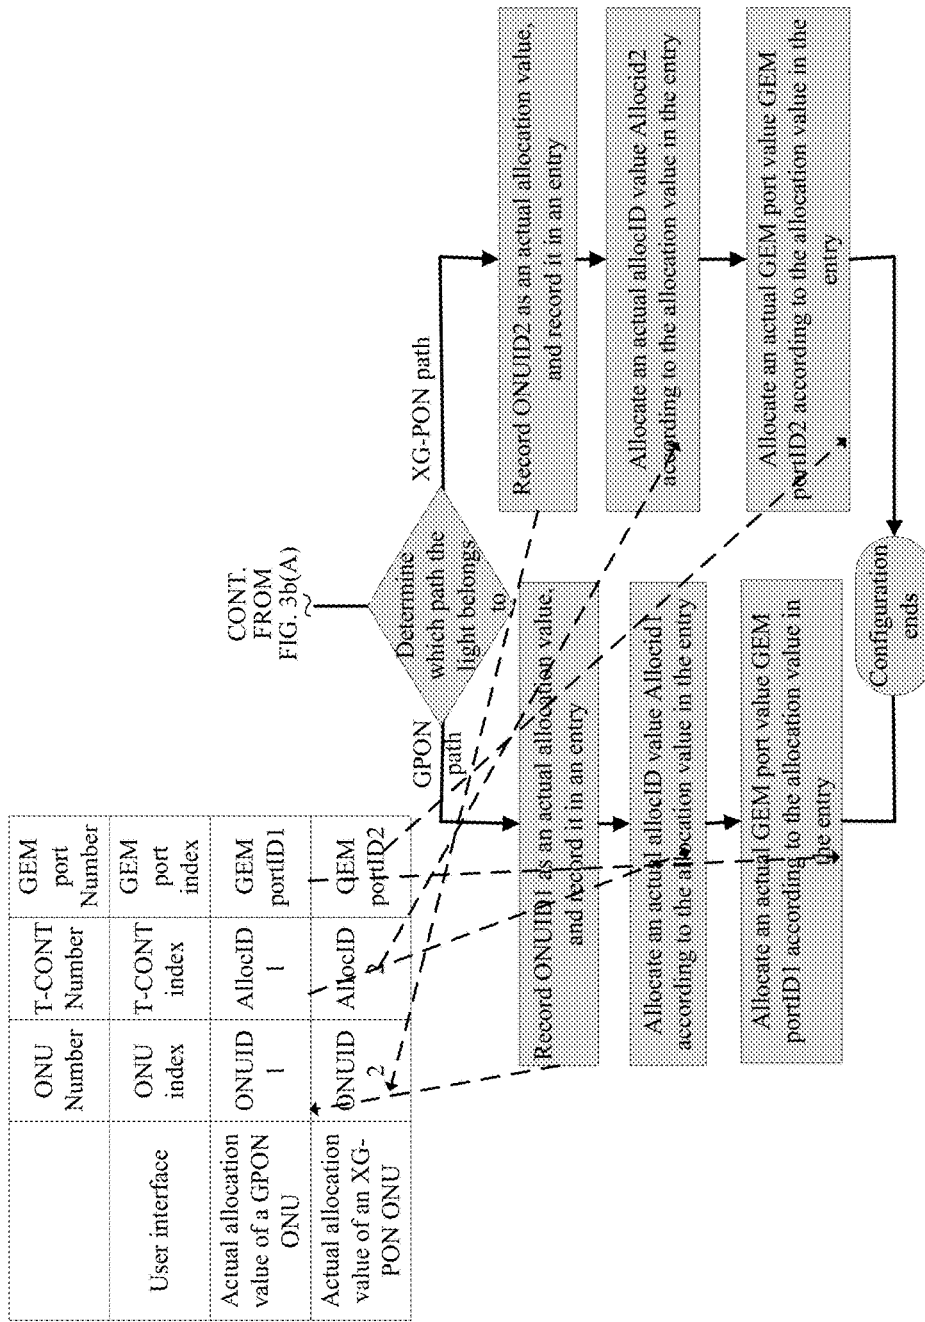 ONU
Number
T-CONT
Number
GEM
port
Number
User interface
ONU
index
T-CONT
index
GEM
port
index
Actual allocation
value of a GPON
ONU
ONUID
1
AllocID
1
GEM
portID1
Actual allocation
value of an XG-
PON ONU
ONUID
2
AllocID
2
GEM
portID2
CONT.
FROM
FIG. 3b(A)
Determine
which path the
light belongs
to
GPON
path
XG-PON path
Record ONUID1 as an actual allocation value,
and record it in an entry
Allocate an actual allocID value Allocid1
according to the allocation value in the entry
Allocate an actual GEM port value GEM
portID1 according to the allocation value in
the entry
Record ONUID2 as an actual allocation value,
and record it in an entry
Allocate an actual allocID value Allocid2
according to the allocation value in the entry
Allocate an actual GEM port value GEM
portID2 according to the allocation value in the
entry
Configuration
ends